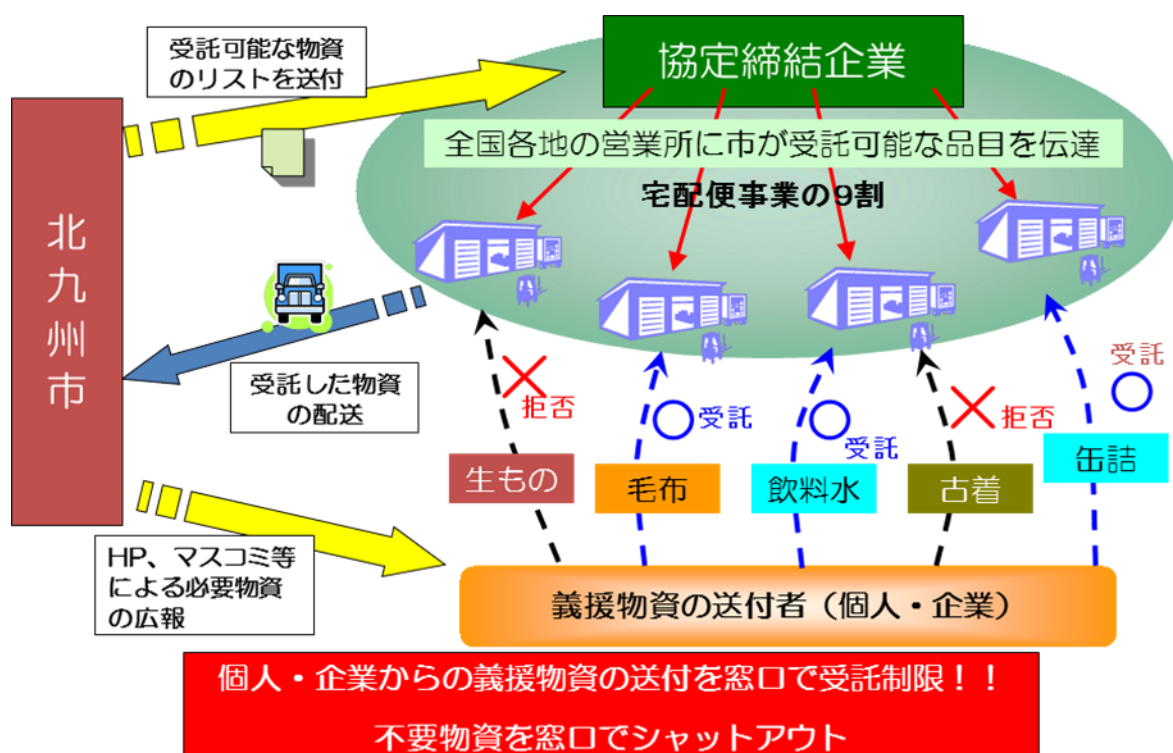 受託可能な物資
のリストを送付
協定締結企業
全国各地の営業所に市が受託可能な品目を伝達
宅配便事業の9割
北九州市
受託した物資
の配送
拒否
受託
受託
拒否
受託
生もの
毛布
飲料水
古着
缶詰
HP、マスコミ等
による必要物資
の広報
義援物資の送付者（個人・企業）
個人・企業からの義援物資の送付を窓口で受託制限！！
不要物資を窓口でシャットアウト